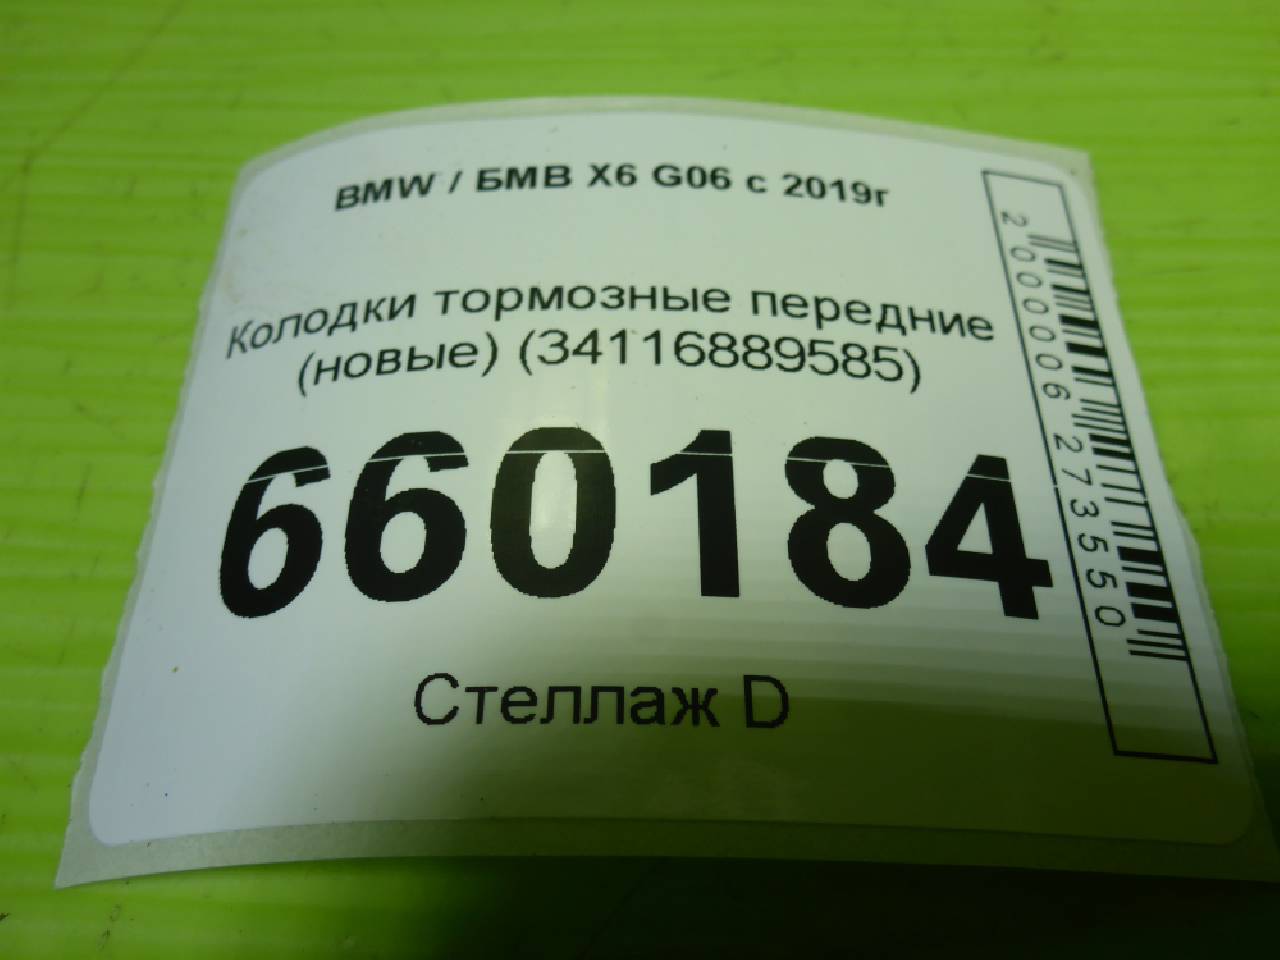 BMW / БМВ X6 G06 с 2019г
Колодки тормозные передние
(новые) (34116889585)
660184
Стеллаж D
2000006273550